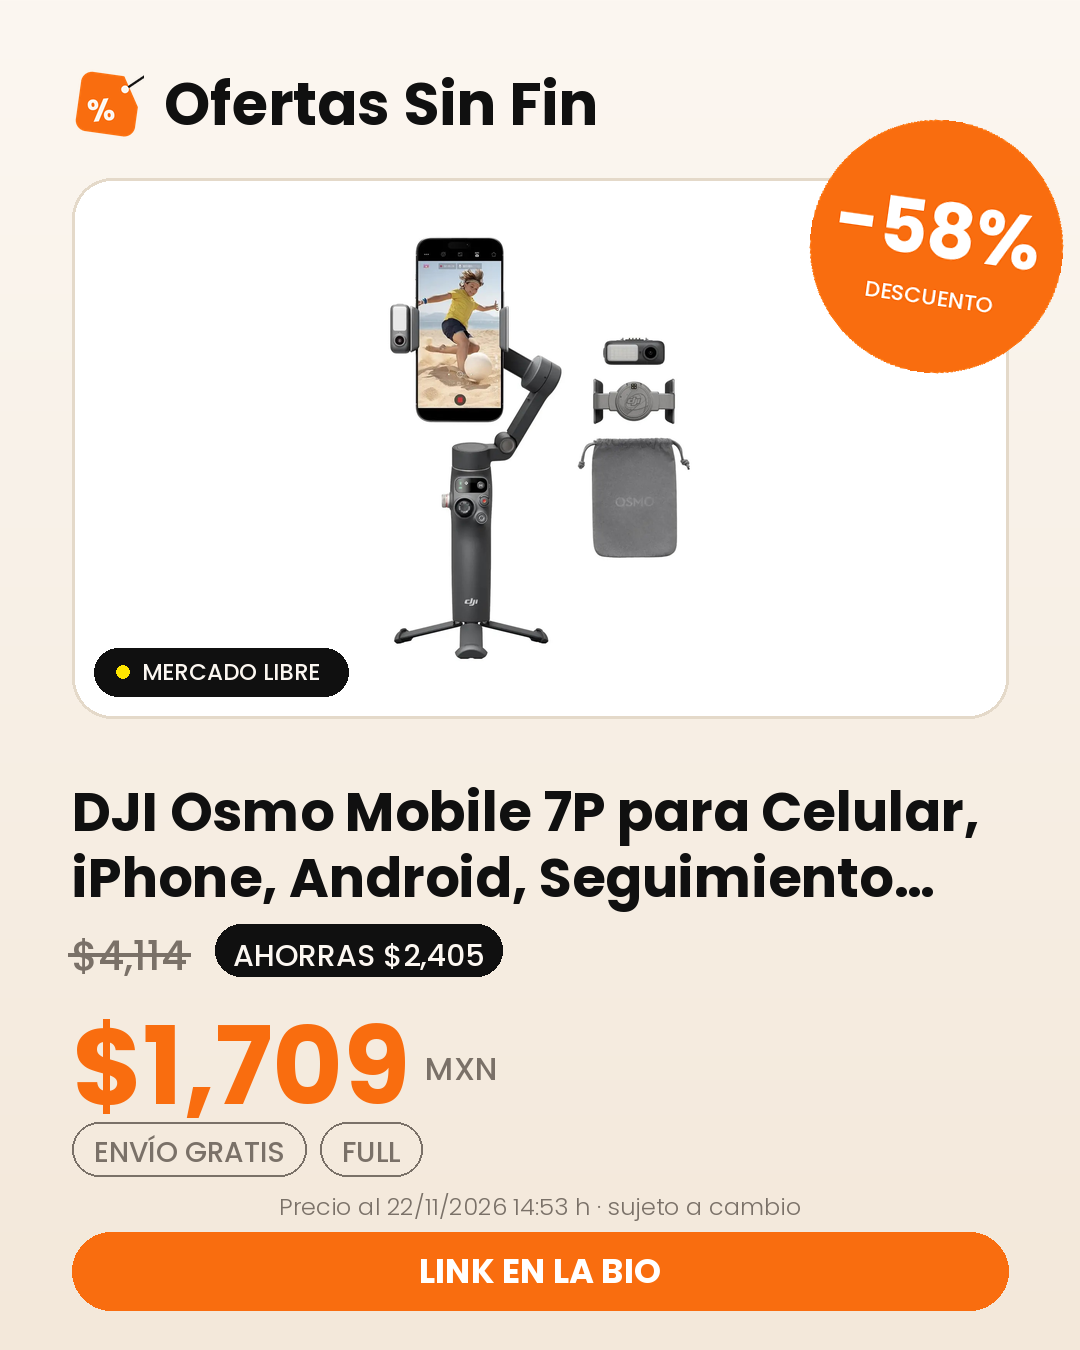 %
Ofertas Sin Fin
-58%
DESCUENTO
OSMO
dji
MERCADO LIBRE
DJI Osmo Mobile 7P para Celular,
iPhone, Android, Seguimiento...
$4,114
AHORRAS $2,405
$1,709 MXN
ENVÍO GRATIS
FULL
Precio al 22/11/2026 14:53 h · sujeto a cambio
LINK EN LA BIO